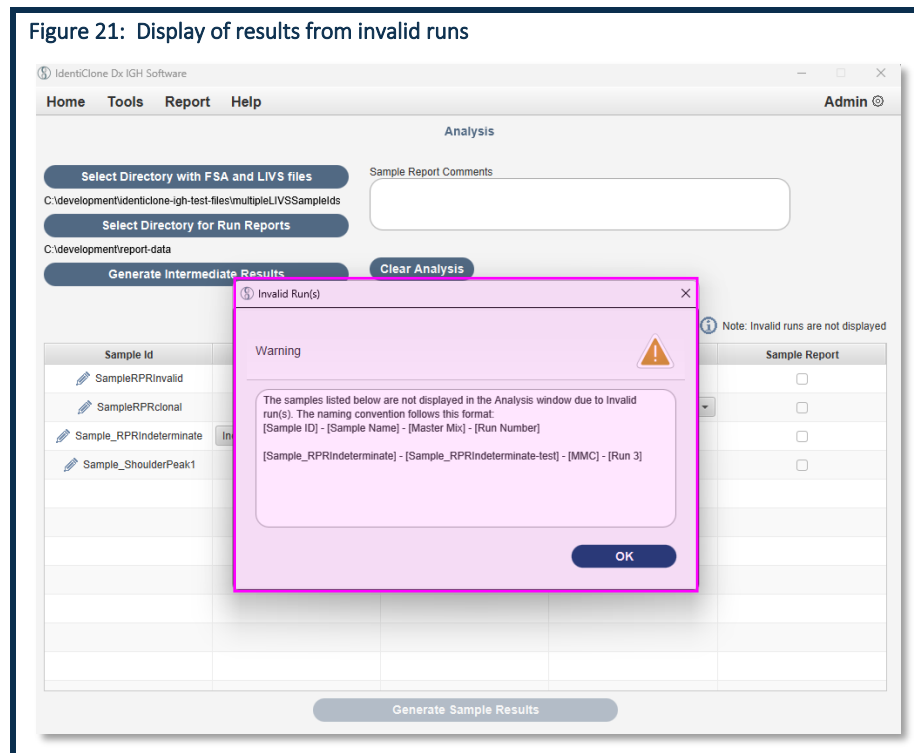 Figure 21:  Display of results from invalid runs
IdentiClone Dx IGH Software
Home Tools Report Help Admin
Analysis
Select Directory with FSA and LIVS files
Sample Report Comments
C:\development\identiclone-igh-test-files\multipleLIVSSampleIds
Select Directory for Run Reports
C:\development\report-data
Generate Intermediate Results
Clear Analysis
Note: Invalid runs are not displayed
Sample Id Sample Report
SampleRPRInvalid
SampleRPRclonal
Sample_RPRIndeterminate
Sample_ShoulderPeak1
Invalid Run(s)
Warning
The samples listed below are not displayed in the Analysis window due to Invalid
run(s). The naming convention follows this format:
[Sample ID] - [Sample Name] - [Master Mix] - [Run Number]
[Sample_RPRIndeterminate] - [Sample_RPRIndeterminate-test] - [MMC] - [Run 3]
OK
Generate Sample Results